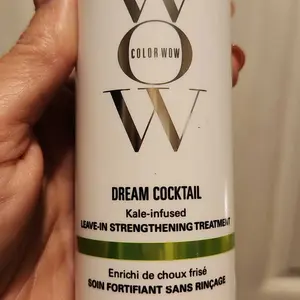 WOW
COLOR WOW
DREAM COCKTAIL
Kale-infused
LEAVE-IN STRENGTHENING TREATMENT
Enrichi de choux frisé
SOIN FORTIFIANT SANS RINÇAGE